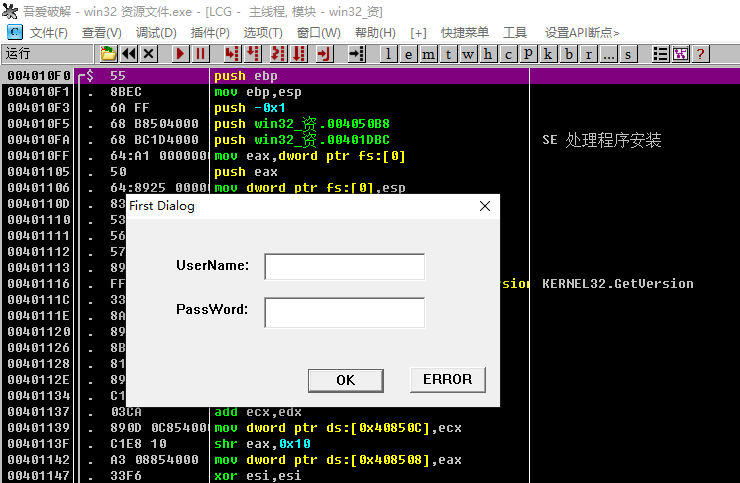 吾爱破解 - win32 资源文件.exe - [LCG - 主线程, 模块 - win32_资]
C 文件(F) 查看(V) 调试(D) 插件(P) 选项(T) 窗口(W) 帮助(H) [+] 快捷菜单 工具 设置API断点>
运行 l e m t w h c p k b r ... s ?
004010F0 $ 55 push ebp
004010F1 . 8BEC mov ebp,esp
004010F3 . 6A FF push -0x1
004010F5 . 68 B8504000 push win32_资.004050B8
004010FA . 68 BC1D4000 push win32_资.00401DBC SE 处理程序安装
004010FF . 64:A1 0000000 mov eax,dword ptr fs:[0]
00401105 . 50 push eax
00401106 . 64:8925 0000 mov dword ptr fs:[0],esp
0040110D . 83
First Dialog
00401110 . 53
00401111 . 56
00401112 . 57
UserName:
00401113 . 89
00401116 . FF ersion KERNEL32.GetVersion
0040111C . 33
PassWord:
0040111E . 8A
00401120 . 89
00401126 . 8B
00401128 . 81
0040112E . 89
OK ERROR
00401134 . C1
00401137 . 03CA add ecx,edx
00401139 . 890D 0C854000 mov dword ptr ds:[0x40850C],ecx
0040113F . C1E8 10 shr eax,0x10
00401142 . A3 08854000 mov dword ptr ds:[0x408508],eax
00401147 . 33F6 xor esi,esi